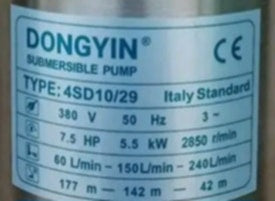 DONGYIN® CE
SUBMERSIBLE PUMP
TYPE: 4SD10/29 Italy Standard
380 V 50 Hz 3 ~
7.5 HP 5.5 kW 2850 r/min
60 L/min — 150L/min — 240L/min
177 m — 142 m — 42 m